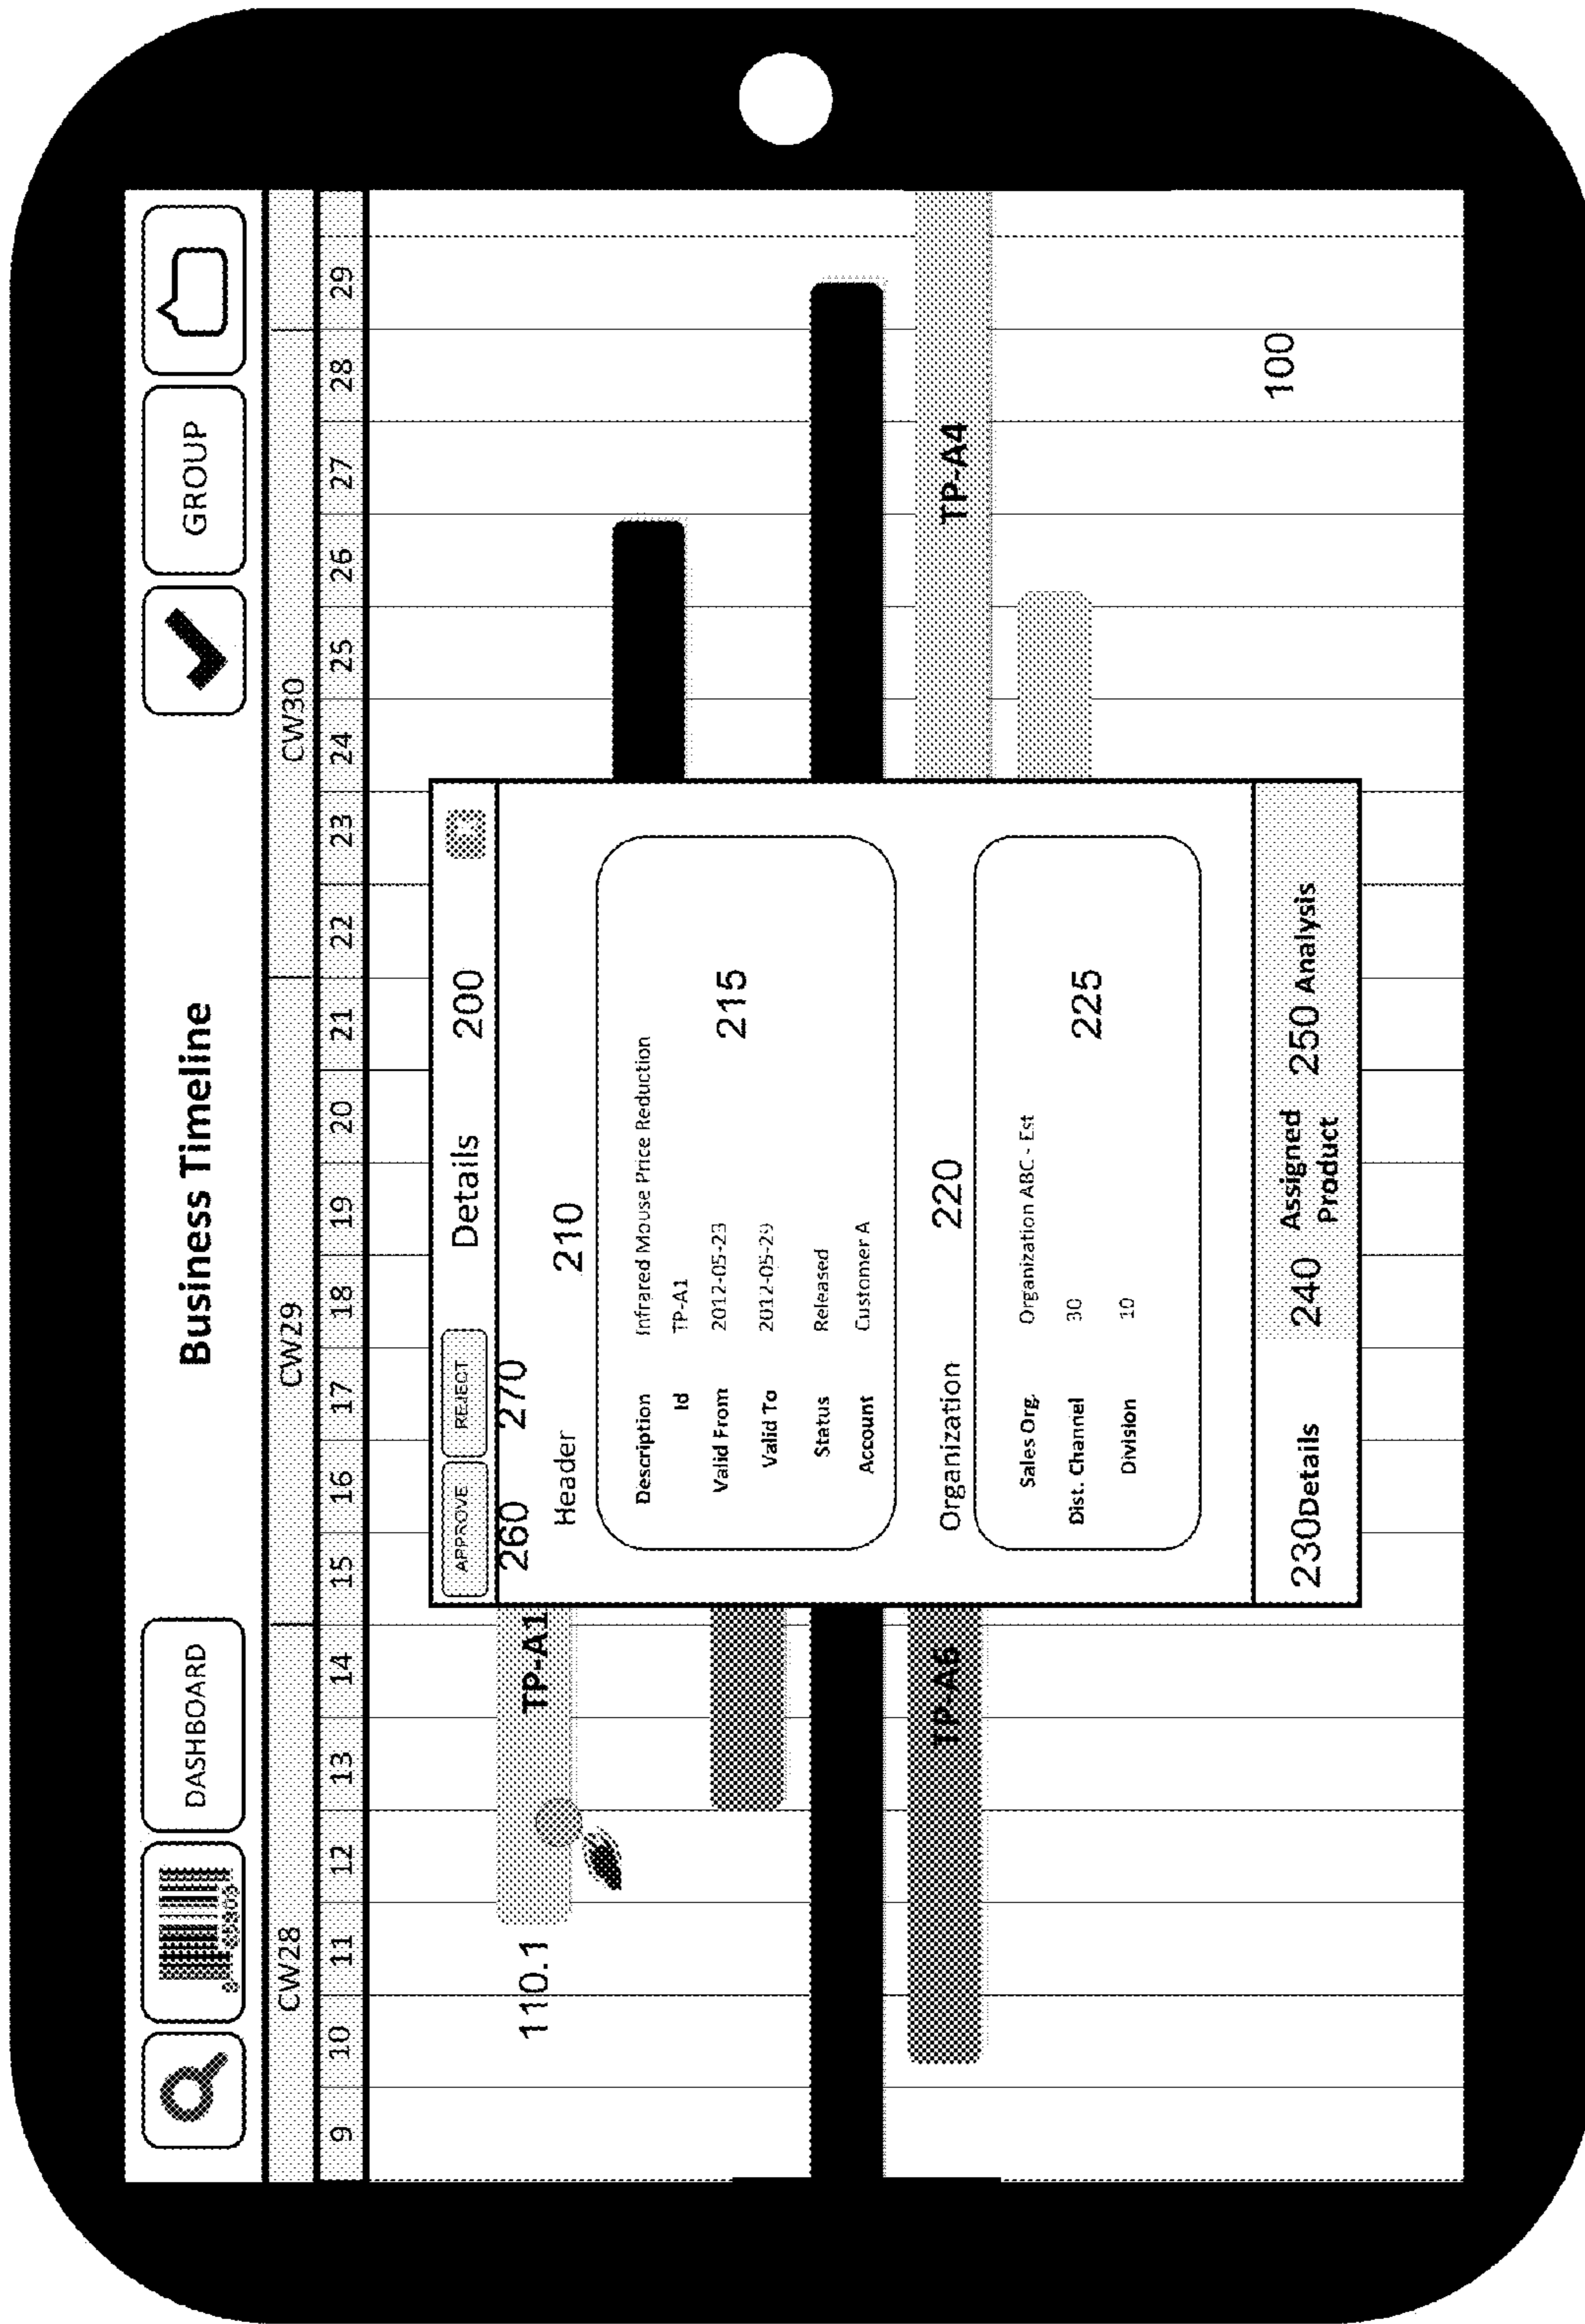 DASHBOARD
Business Timeline
GROUP
CW28 CW29 CW30
9 10 11 12 13 14 15 16 17 18 19 20 21 22 23 24 25 26 27 28 29
APPROVE REJECT Details 200
260 270
110.1 TP-A1
Header 210
Description Infrared Mouse Price Reduction
Id TP-A1
Valid From 2012-05-23
215
Valid To 2012-05-29
Status Released
Account Customer A
TP-A6
TP-A4
Organization 220
Sales Org. Organization ABC - Est
Dist. Channel 30
225
Division 10
100
230 Details 240 Assigned Product 250 Analysis